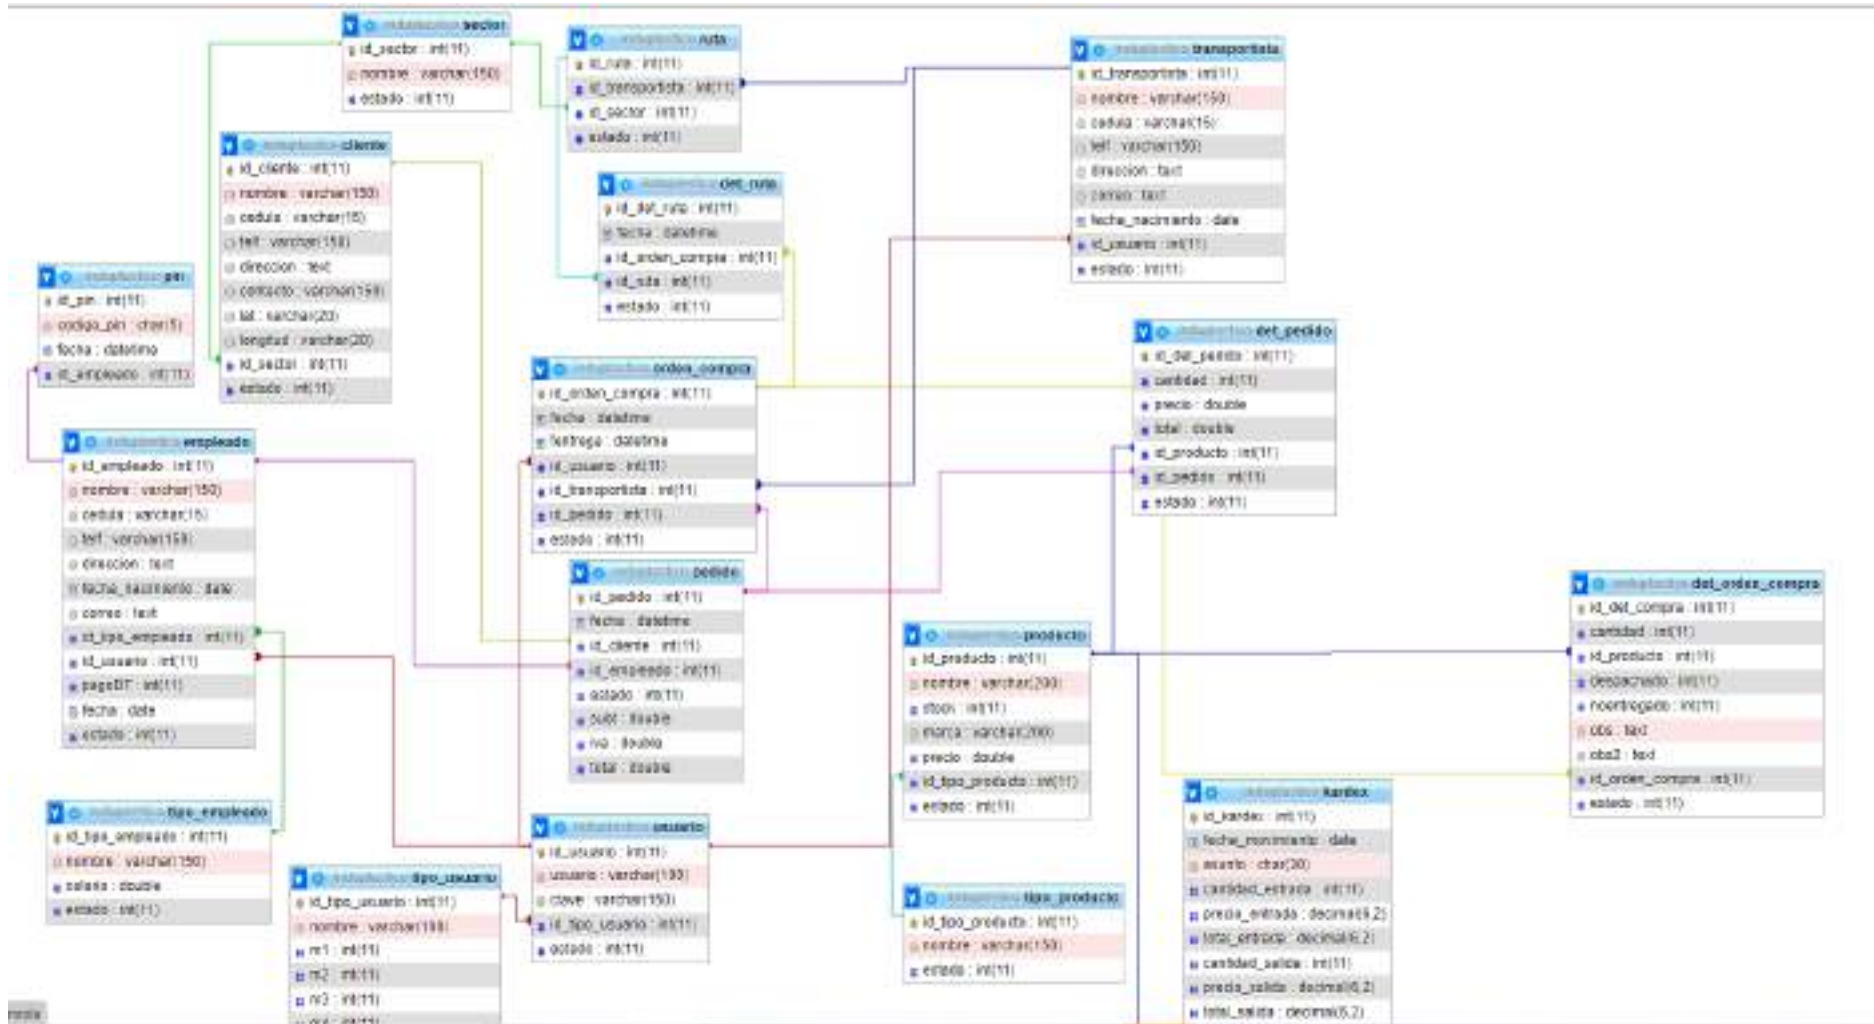 sector
id_sector : int(11)
nombre : varchar(150)
estado : int(11)
ruta
id_ruta : int(11)
id_transportista : int(11)
id_sector : int(11)
estado : int(11)
transportista
id_transportista : int(11)
nombre : varchar(150)
cedula : varchar(15)
telf : varchar(150)
direccion : text
correo : text
fecha_nacimiento : date
id_usuario : int(11)
estado : int(11)
cliente
id_cliente : int(11)
nombre : varchar(150)
cedula : varchar(15)
telf : varchar(150)
direccion : text
contacto : varchar(150)
lat : varchar(20)
longitud : varchar(20)
id_sector : int(11)
estado : int(11)
det_ruta
id_det_ruta : int(11)
fecha : datetime
id_orden_compra : int(11)
id_ruta : int(11)
estado : int(11)
pin
id_pin : int(11)
codigo_pin : char(5)
fecha : datetime
id_empleado : int(11)
det_pedido
id_det_pedido : int(11)
cantidad : int(11)
precio : double
total : double
id_producto : int(11)
id_pedido : int(11)
estado : int(11)
orden_compra
id_orden_compra : int(11)
fecha : datetime
fentrega : datetime
id_usuario : int(11)
id_transportista : int(11)
id_pedido : int(11)
estado : int(11)
empleado
id_empleado : int(11)
nombre : varchar(150)
cedula : varchar(15)
telf : varchar(150)
direccion : text
fecha_nacimiento : date
correo : text
id_tipo_empleado : int(11)
id_usuario : int(11)
pagoDT : int(11)
fecha : date
estado : int(11)
pedido
id_pedido : int(11)
fecha : datetime
id_cliente : int(11)
id_empleado : int(11)
estado : int(11)
subt : double
iva : double
total : double
producto
id_producto : int(11)
nombre : varchar(200)
stock : int(11)
marca : varchar(200)
precio : double
id_tipo_producto : int(11)
estado : int(11)
det_orden_compra
id_det_compra : int(11)
cantidad : int(11)
id_producto : int(11)
despachado : int(11)
noentregado : int(11)
obs : text
obs2 : text
id_orden_compra : int(11)
estado : int(11)
tipo_empleado
id_tipo_empleado : int(11)
nombre : varchar(150)
salario : double
estado : int(11)
tipo_usuario
id_tipo_usuario : int(11)
nombre : varchar(100)
m1 : int(11)
m2 : int(11)
m3 : int(11)
usuario
id_usuario : int(11)
usuario : varchar(100)
clave : varchar(150)
id_tipo_usuario : int(11)
estado : int(11)
tipo_producto
id_tipo_producto : int(11)
nombre : varchar(150)
estado : int(11)
kardex
id_kardex : int(11)
fecha_movimiento : date
asunto : char(30)
cantidad_entrada : int(11)
precio_entrada : decimal(6,2)
total_entrada : decimal(6,2)
cantidad_salida : int(11)
precio_salida : decimal(6,2)
total_salida : decimal(6,2)